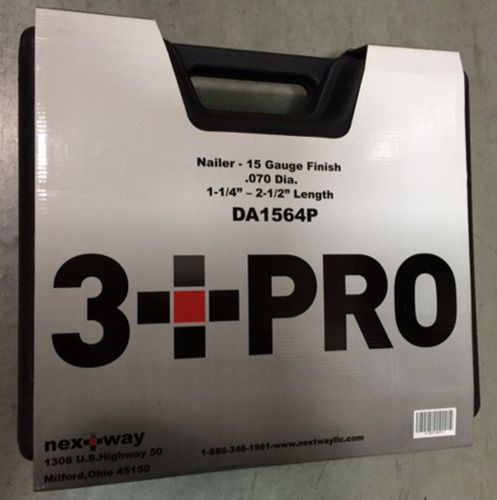 Nailer - 15 Gauge Finish
.070 Dia.
1-1/4” – 2-1/2” Length
DA1564P
3+PRO
next+way
1308 U.S.Highway 50
Milford,Ohio 45150
1-888-346-1981-www.nextwayllc.com